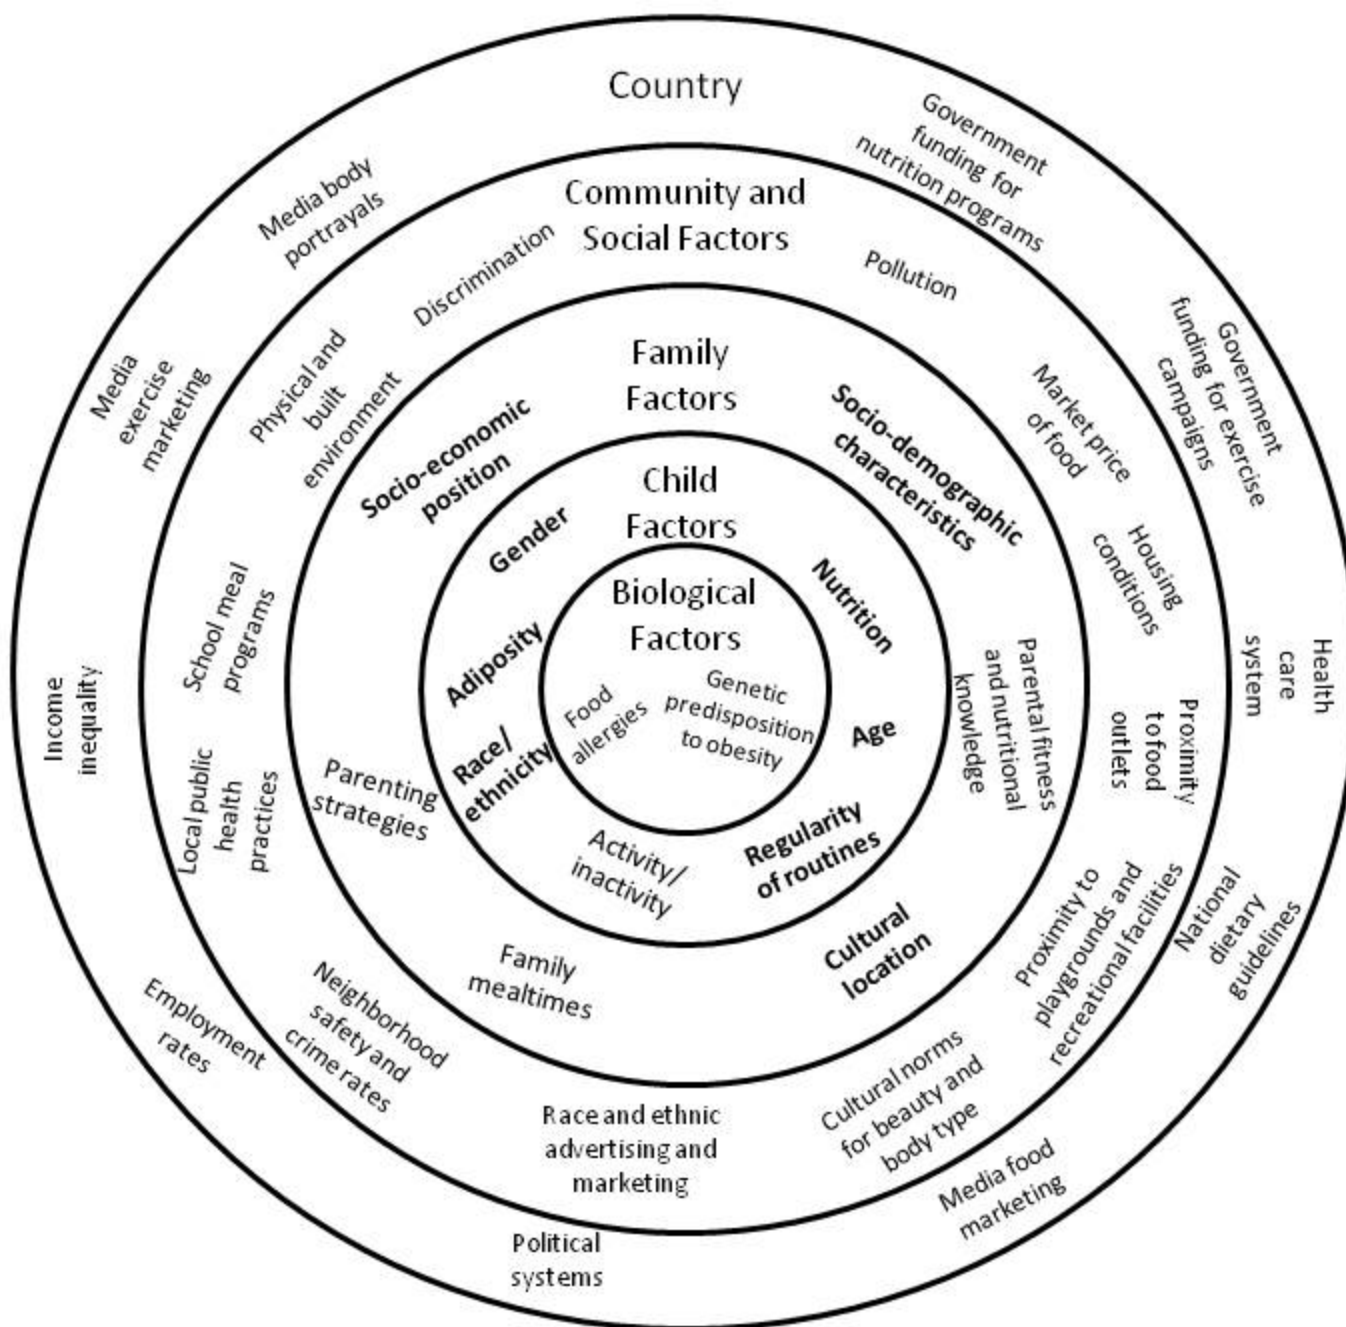 Country
Government
funding for
nutrition programs
Government
funding for exercise
campaigns
Health
care
system
National
dietary
guidelines
Media food
marketing
Political
systems
Employment
rates
Income
inequality
Media
exercise
marketing
Media body
portrayals
Community and
Social Factors
Pollution
Market price
of food
Housing
conditions
Proximity
to food
outlets
Proximity to
playgrounds and
recreational facilities
Cultural norms
for beauty and
body type
Race and ethnic
advertising and
marketing
Neighborhood
safety and
crime rates
Local public
health
practices
School meal
programs
Physical and
built
environment
Discrimination
Family
Factors
Socio-demographic
characteristics
Parental fitness
and nutritional
knowledge
Cultural
location
Family
mealtimes
Parenting
strategies
Socio-economic
position
Child
Factors
Nutrition
Age
Regularity
of routines
Activity/
inactivity
Race/
ethnicity
Adiposity
Gender
Biological
Factors
Food
allergies
Genetic
predisposition
to obesity